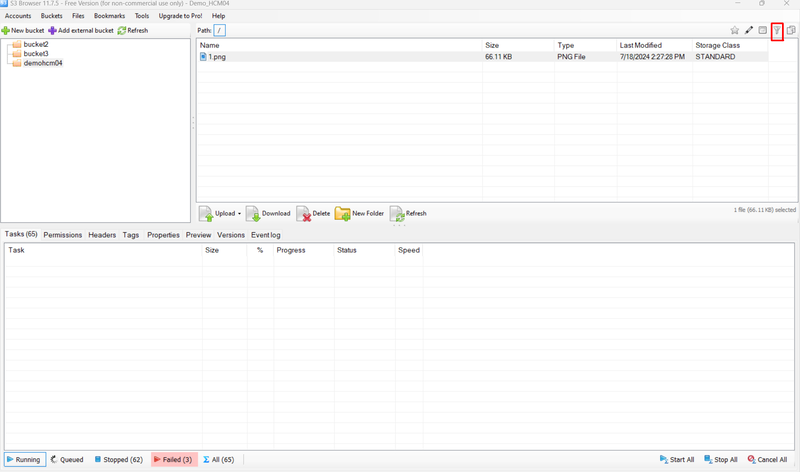 S3 Browser 11.7.5 - Free Version (for non-commercial use only) - Demo_HCM04
Accounts Buckets Files Bookmarks Tools Upgrade to Pro! Help
New bucket Add external bucket Refresh
Path: /
bucket2
bucket3
demohcm04
Name Size Type Last Modified Storage Class
1.png 66.11 KB PNG File 7/18/2024 2:27:28 PM STANDARD
Upload Download Delete New Folder Refresh
1 file (66.11 KB) selected
Tasks (65) Permissions Headers Tags Properties Preview Versions Event log
Task Size % Progress Status Speed
Running Queued Stopped (62) Failed (3) All (65)
Start All Stop All Cancel All